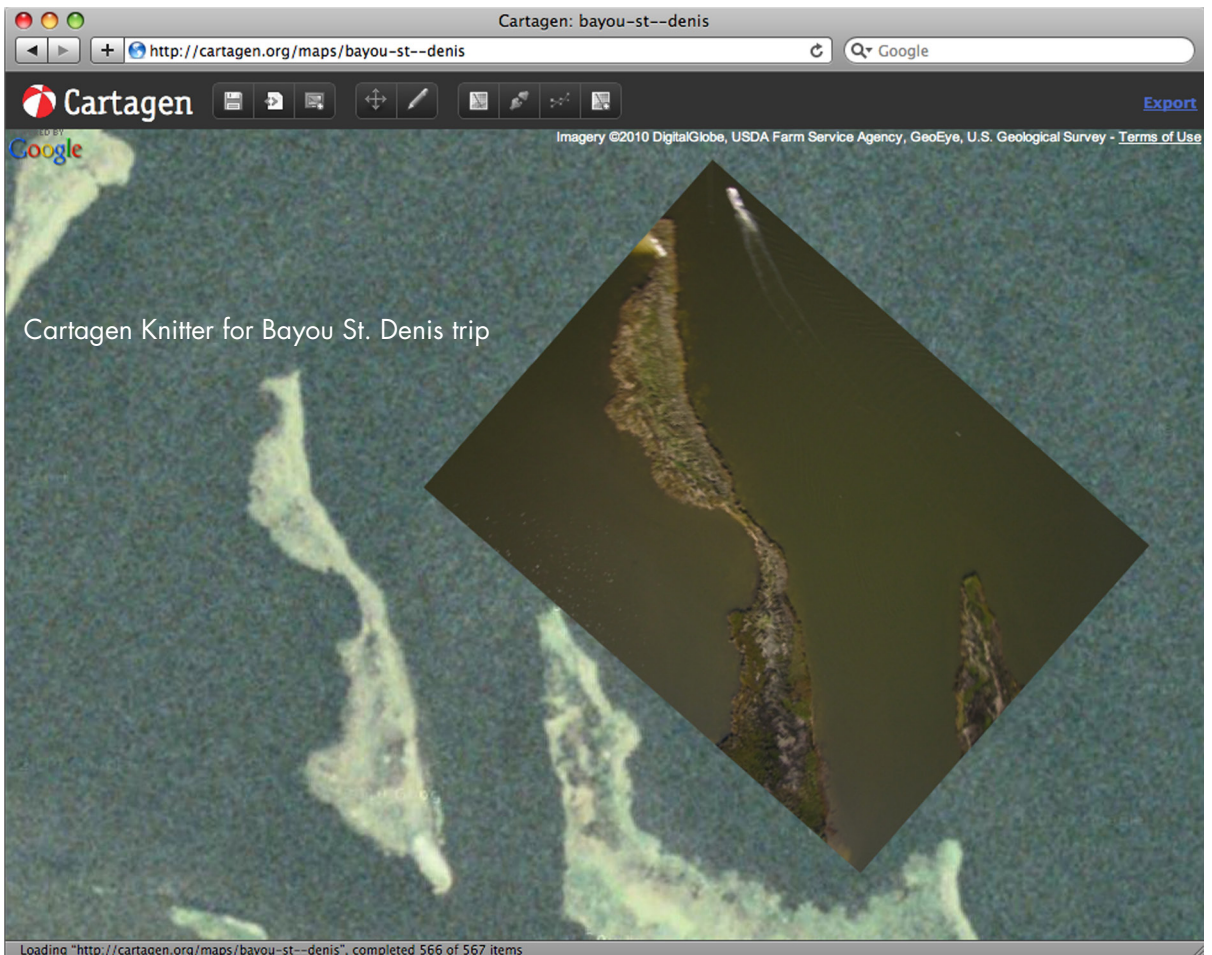 Cartagen: bayou-st--denis
http://cartagen.org/maps/bayou-st--denis
Google
Cartagen
Export
Imagery ©2010 DigitalGlobe, USDA Farm Service Agency, GeoEye, U.S. Geological Survey - Terms of Use
Google
Cartagen Knitter for Bayou St. Denis trip
Loading "http://cartagen.org/maps/bayou-st--denis", completed 566 of 567 items